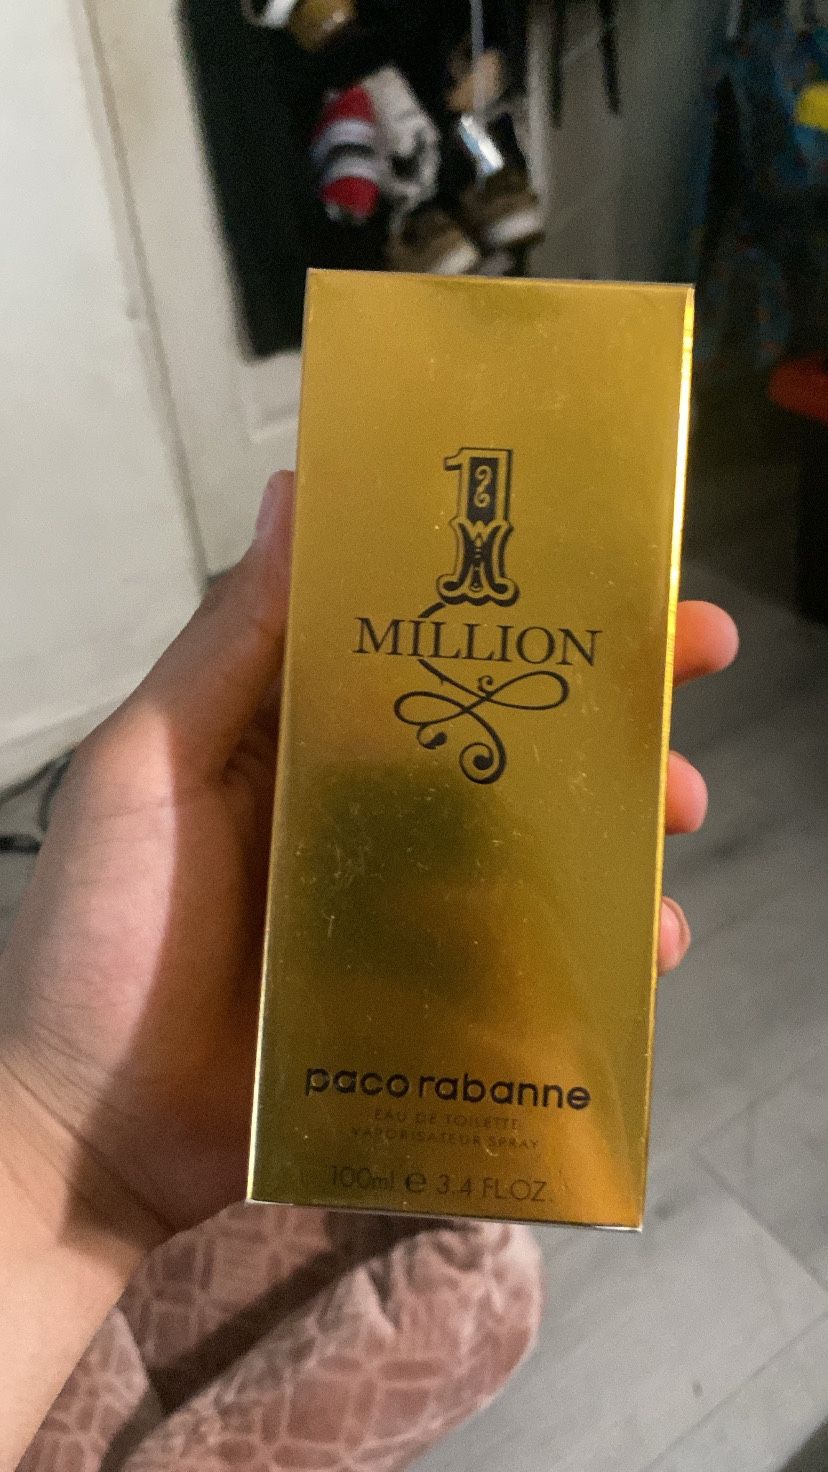 1
MILLION
paco rabanne
EAU DE TOILETTE
VAPORISATEUR SPRAY
100ml e 3.4 FL.OZ.